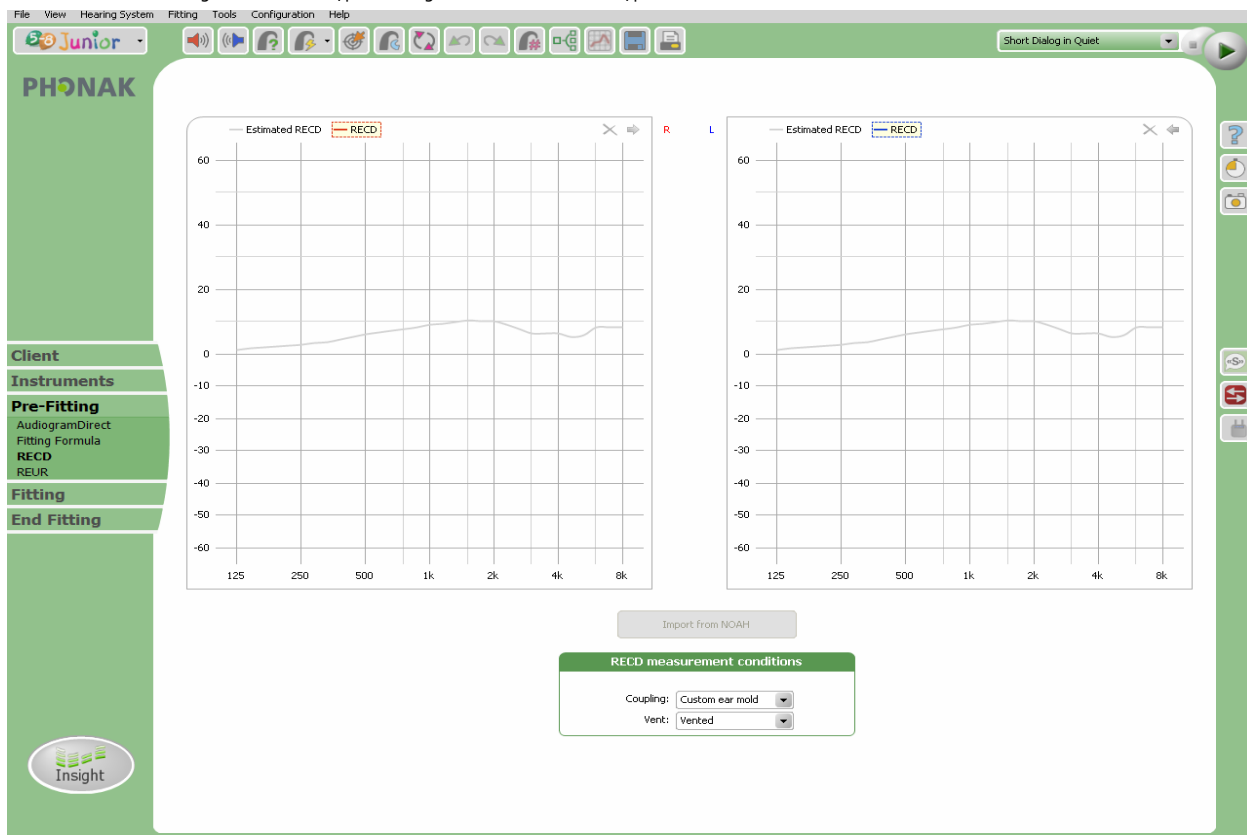 File View Hearing System Fitting Tools Configuration Help
5-8 Junior
Short Dialog in Quiet
PHONAK
Estimated RECD RECD
R L
Estimated RECD RECD
60
40
20
0
-10
-20
-30
-40
-50
-60
125 250 500 1k 2k 4k 8k
60
40
20
0
-10
-20
-30
-40
-50
-60
125 250 500 1k 2k 4k 8k
Client
Instruments
Pre-Fitting
AudiogramDirect
Fitting Formula
RECD
REUR
Fitting
End Fitting
«S»
Import from NOAH
RECD measurement conditions
Coupling: Custom ear mold
Vent: Vented
Insight